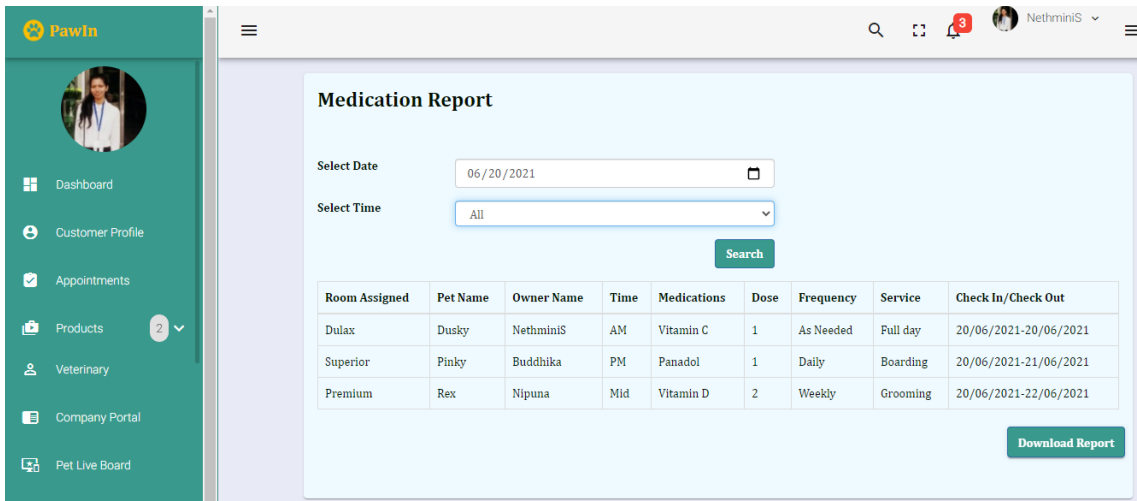 PawIn
3
NethminiS
Dashboard
Customer Profile
Appointments
Products 2
Veterinary
Company Portal
Pet Live Board
Medication Report
Select Date 06/20/2021
Select Time All
Search
Room Assigned Pet Name Owner Name Time Medications Dose Frequency Service Check In/Check Out
Dulax Dusky NethminiS AM Vitamin C 1 As Needed Full day 20/06/2021-20/06/2021
Superior Pinky Buddhika PM Panadol 1 Daily Boarding 20/06/2021-21/06/2021
Premium Rex Nipuna Mid Vitamin D 2 Weekly Grooming 20/06/2021-22/06/2021
Download Report